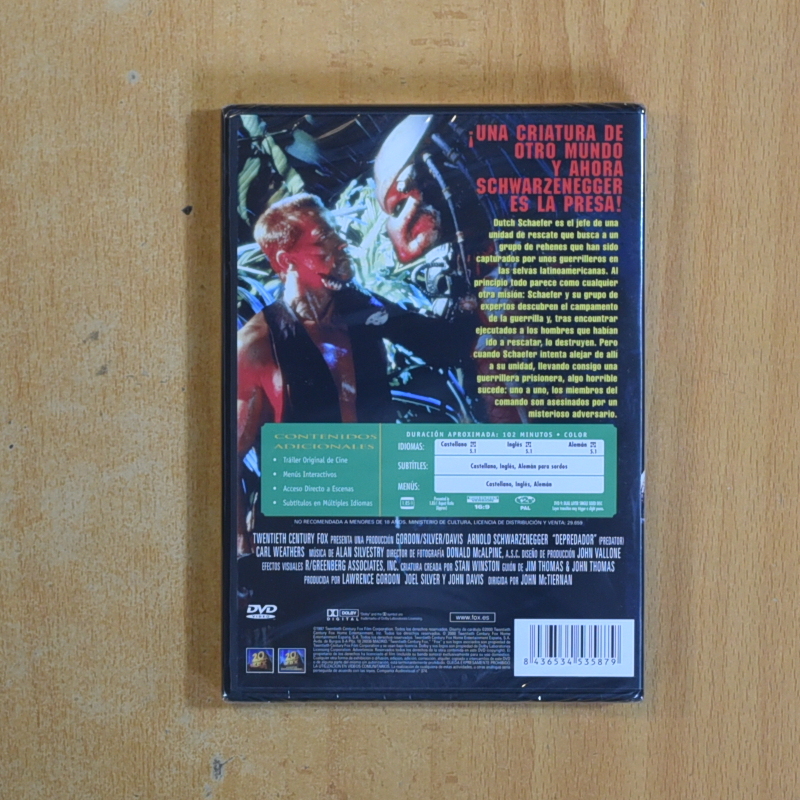 ¡UNA CRIATURA DE
OTRO MUNDO
Y AHORA
SCHWARZENEGGER
ES LA PRESA!
Dutch Schaefer es el jefe de una
unidad de rescate que busca a un
grupo de rehenes que han sido
capturados por unos guerrilleros en
las selvas latinoamericanas. Al
principio todo parece como cualquier
otra misión: Schaefer y su grupo de
expertos descubren el campamento
de la guerrilla y, tras encontrar
ejecutados a los hombres que habían
ido a rescatar, lo destruyen. Pero
cuando Schaefer intenta alejar de allí
a su unidad, llevando consigo una
guerrillera prisionera, algo horrible
sucede: uno a uno, los miembros del
comando son asesinados por un
misterioso adversario.
CONTENIDOS
ADICIONALES
• Tráiler Original de Cine
• Menús Interactivos
• Acceso Directo a Escenas
• Subtítulos en Múltiples Idiomas
DURACIÓN APROXIMADA: 102 MINUTOS • COLOR
IDIOMAS: Castellano 5.1 Inglés 5.1 Alemán 5.1
SUBTÍTULOS: Castellano, Inglés, Alemán para sordos
MENÚS: Castellano, Inglés, Alemán
16:9 PAL
NO RECOMENDADA A MENORES DE 18 AÑOS. MINISTERIO DE CULTURA, LICENCIA DE DISTRIBUCIÓN Y VENTA:
TWENTIETH CENTURY FOX PRESENTA UNA PRODUCCIÓN GORDON/SILVER/DAVIS ARNOLD SCHWARZENEGGER "DEPREDADOR" (PREDATOR)
CARL WEATHERS MÚSICA DE ALAN SILVESTRY DIRECTOR DE FOTOGRAFÍA DONALD McALPINE, A.S.C. DISEÑO DE PRODUCCIÓN JOHN VALLONE
EFECTOS VISUALES R/GREENBERG ASSOCIATES, INC. CRIATURA CREADA POR STAN WINSTON GUIÓN DE JIM THOMAS & JOHN THOMAS
PRODUCIDA POR LAWRENCE GORDON JOEL SILVER Y JOHN DAVIS DIRIGIDA POR JOHN McTIERNAN
DVD VIDEO
DOLBY DIGITAL
www.fox.es
8 436534 535879